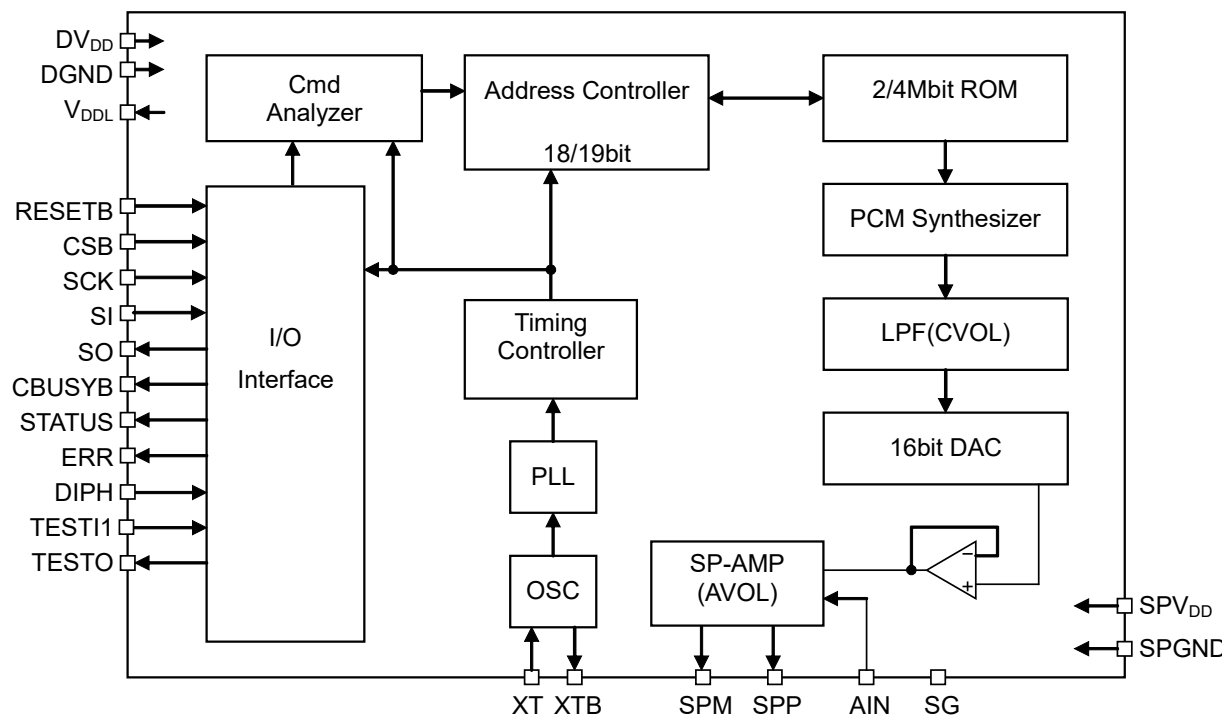 DVDD
DGND
VDDL
Cmd
Analyzer
Address Controller
18/19bit
2/4Mbit ROM
RESETB
CSB
SCK
SI
SO
CBUSYB
STATUS
ERR
DIPH
TESTI1
TESTO
I/O
Interface
PCM Synthesizer
Timing
Controller
LPF(CVOL)
16bit DAC
PLL
OSC
SP-AMP
(AVOL)
−
+
SPVDD
SPGND
XT
XTB
SPM
SPP
AIN
SG